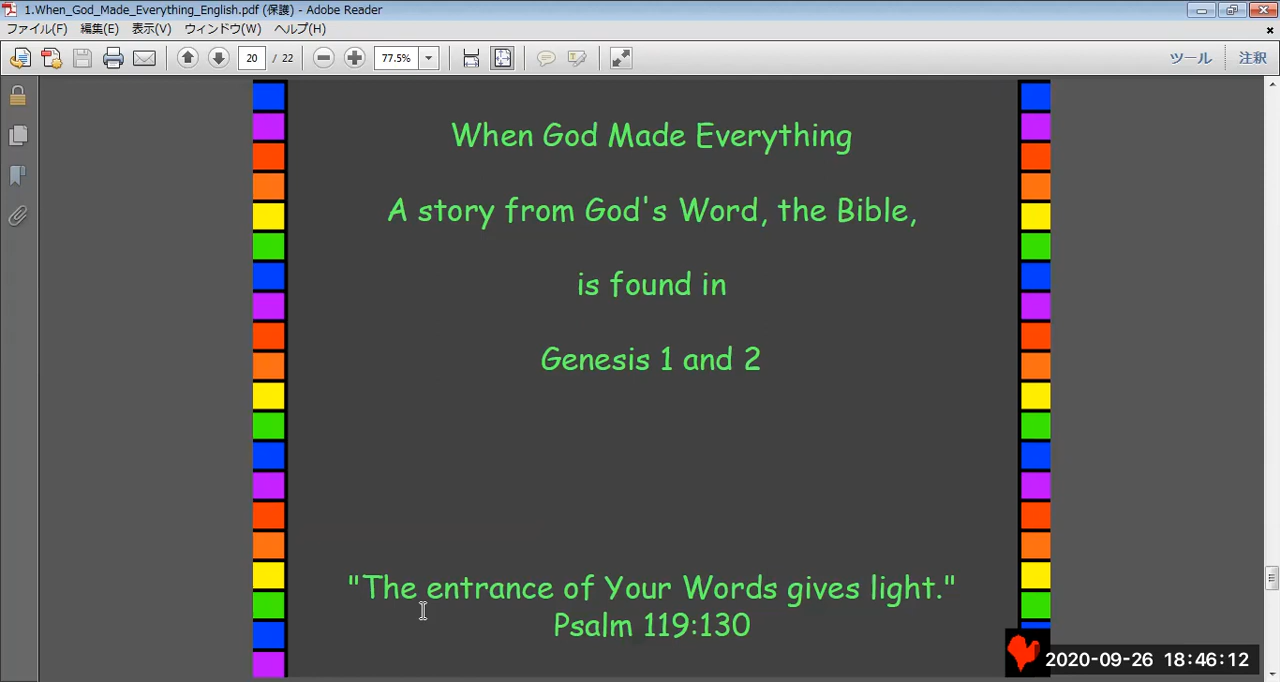 1.When_God_Made_Everything_English.pdf (保護) - Adobe Reader
ファイル(F) 編集(E) 表示(V) ウィンドウ(W) ヘルプ(H)
20 / 22 77.5% ツール 注釈
When God Made Everything
A story from God's Word, the Bible,
is found in
Genesis 1 and 2
"The entrance of Your Words gives light."
Psalm 119:130
2020-09-26 18:46:12